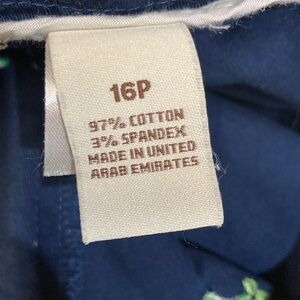 16P
97% COTTON
3% SPANDEX
MADE IN UNITED
ARAB EMIRATES